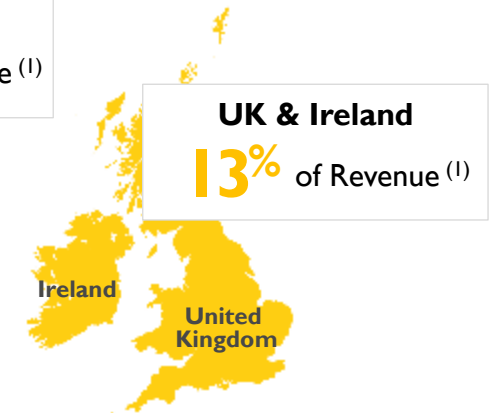 e (1)
UK & Ireland
13% of Revenue (1)
Ireland
United
Kingdom